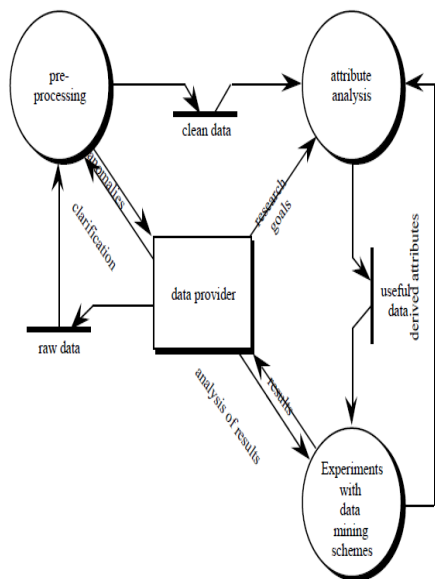 pre-
processing
attribute
analysis
clean data
anomalies
clarification
research
goals
data provider
useful
data.
derived attributes
raw data
results
analysis of results
Experiments
with
data
mining
schemes